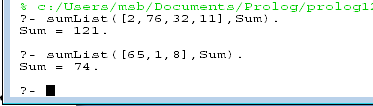 % c:/Users/msb/Documents/Prolog/prolog12
?- sumList([2,76,32,11],Sum).
Sum = 121.
?- sumList([65,1,8],Sum).
Sum = 74.
?-